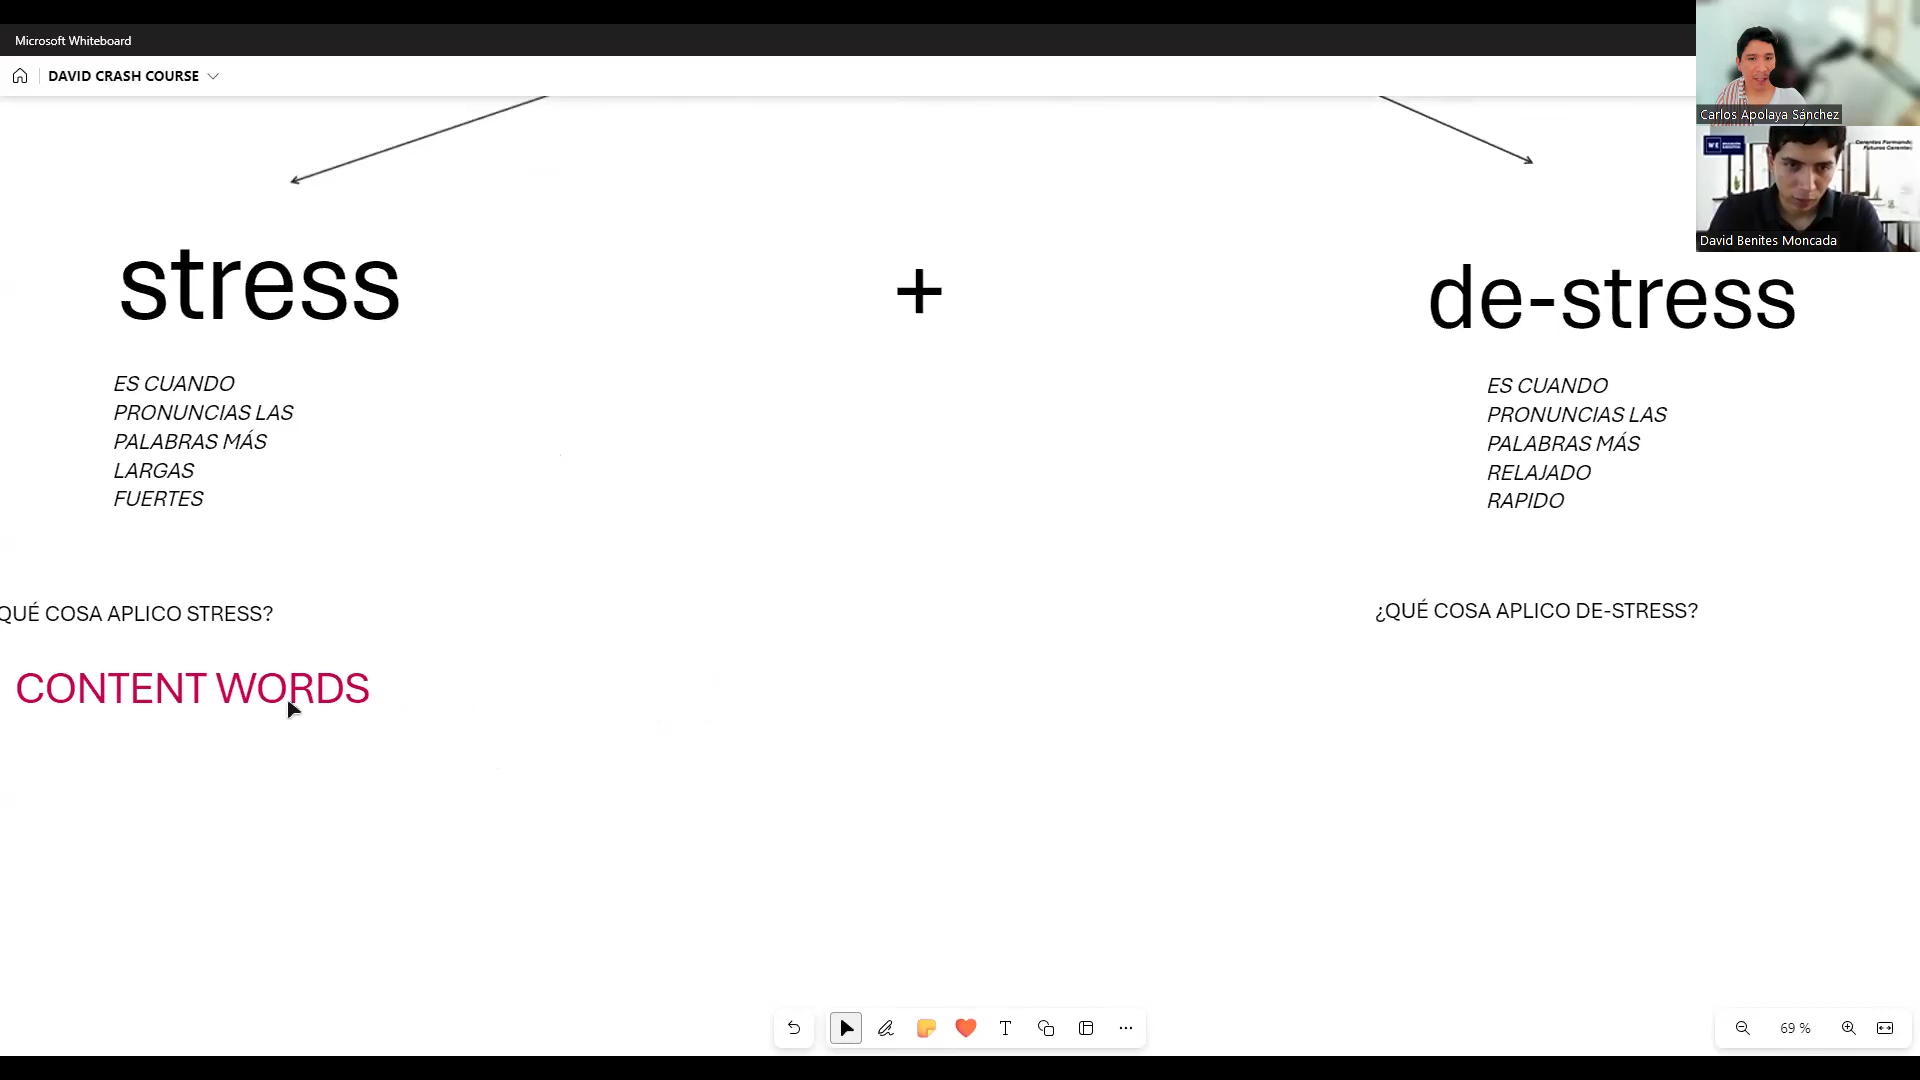 Microsoft Whiteboard
DAVID CRASH COURSE
Carlos Apolaya Sánchez
David Benites Moncada
stress
+
de-stress
ES CUANDO
PRONUNCIAS LAS
PALABRAS MÁS
LARGAS
FUERTES
ES CUANDO
PRONUNCIAS LAS
PALABRAS MÁS
RELAJADO
RAPIDO
QUÉ COSA APLICO STRESS?
¿QUÉ COSA APLICO DE-STRESS?
CONTENT WORDS
69 %